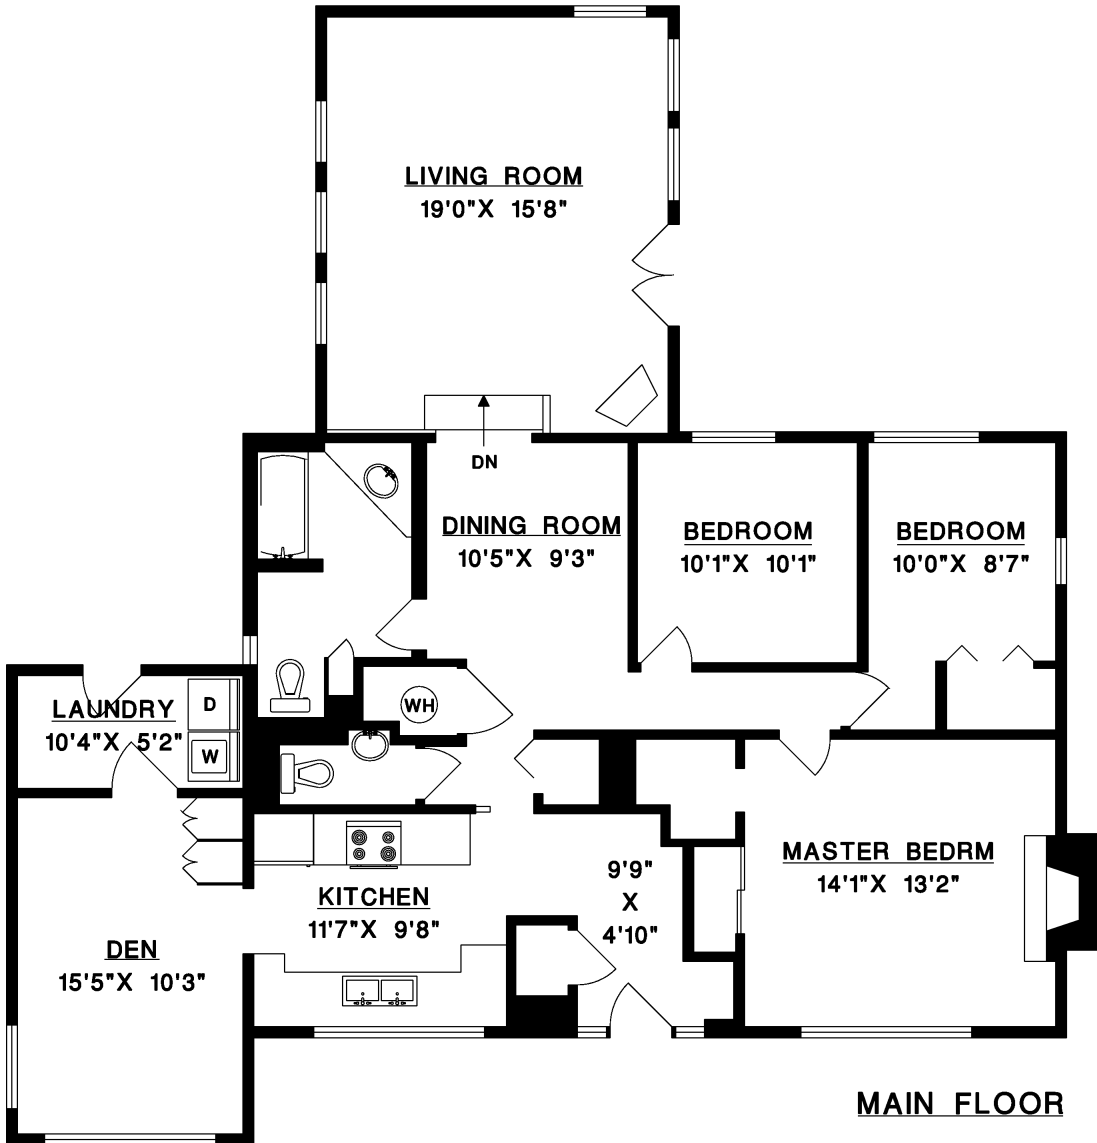 LIVING ROOM
19'0"X 15'8"
DN
DINING ROOM
10'5"X 9'3"
BEDROOM
10'1"X 10'1"
BEDROOM
10'0"X 8'7"
WH
LAUNDRY
10'4"X 5'2"
D
W
MASTER BEDRM
14'1"X 13'2"
KITCHEN
11'7"X 9'8"
9'9"
X
4'10"
DEN
15'5"X 10'3"
MAIN FLOOR